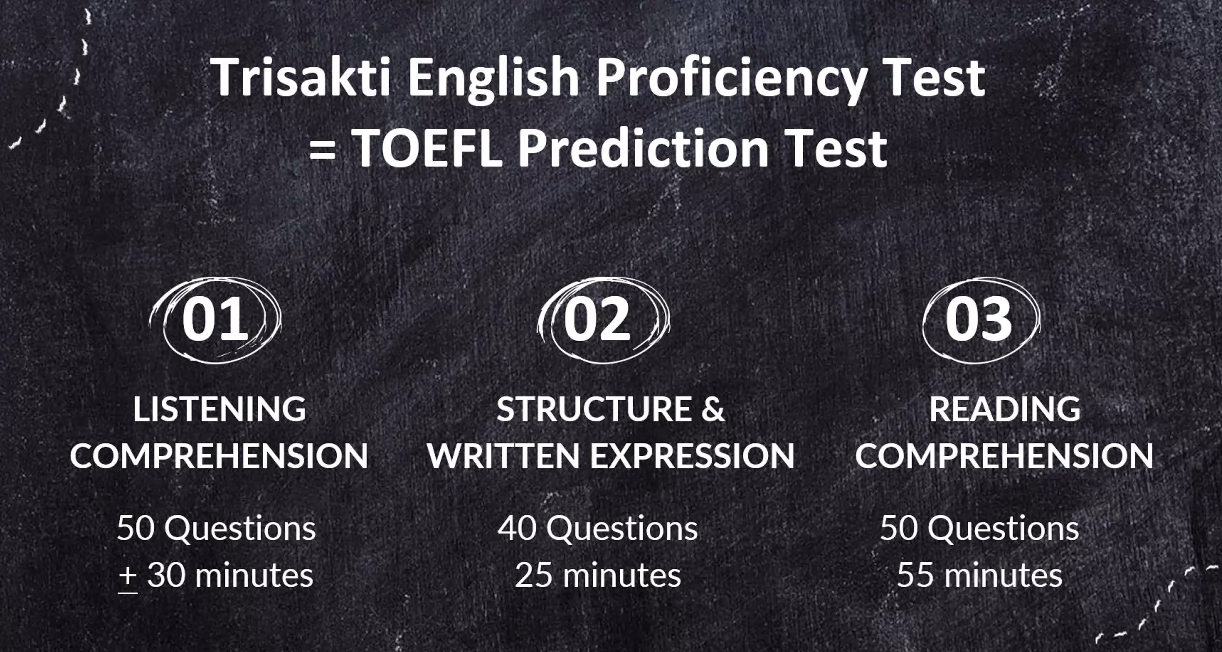 Trisakti English Proficiency Test
= TOEFL Prediction Test
01
LISTENING
COMPREHENSION
50 Questions
± 30 minutes
02
STRUCTURE &
WRITTEN EXPRESSION
40 Questions
25 minutes
03
READING
COMPREHENSION
50 Questions
55 minutes